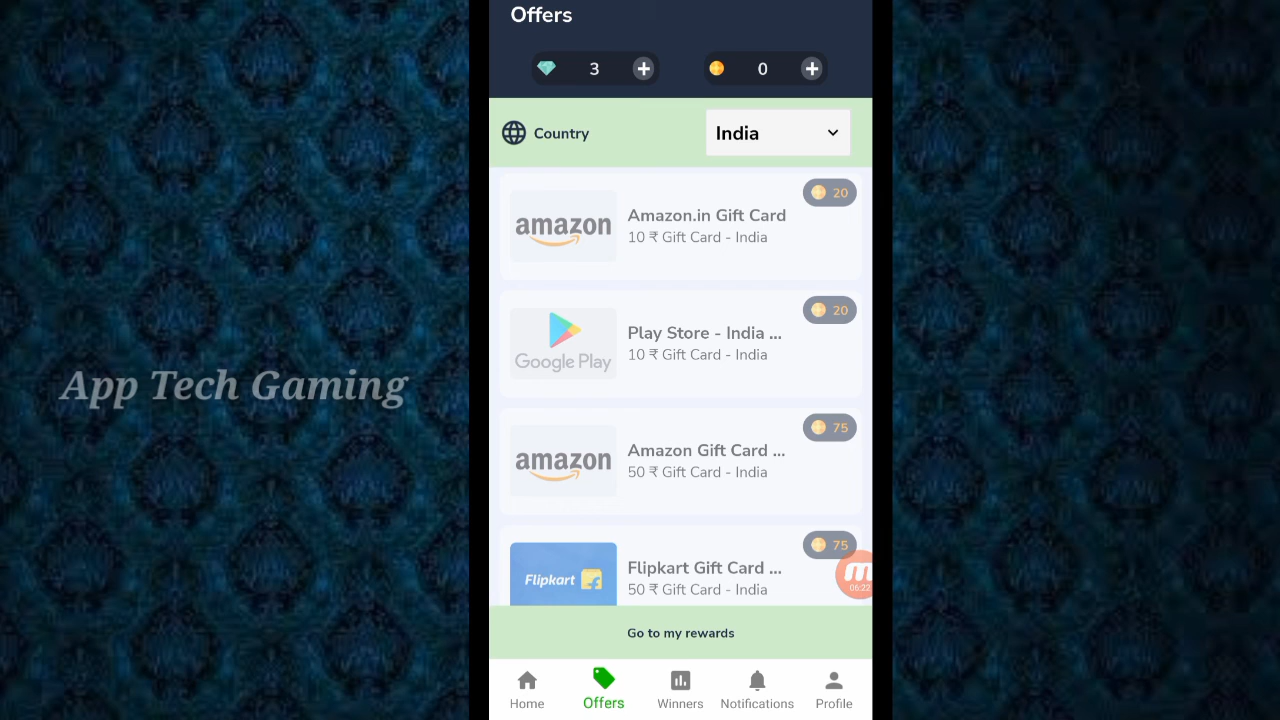 Offers
3
0
Country
India
20
amazon
Amazon.in Gift Card
10 ₹ Gift Card - India
20
Google Play
Play Store - India ...
10 ₹ Gift Card - India
75
amazon
Amazon Gift Card ...
50 ₹ Gift Card - India
75
Flipkart
Flipkart Gift Card ...
50 ₹ Gift Card - India
06:22
Go to my rewards
Home
Offers
Winners
Notifications
Profile
App Tech Gaming